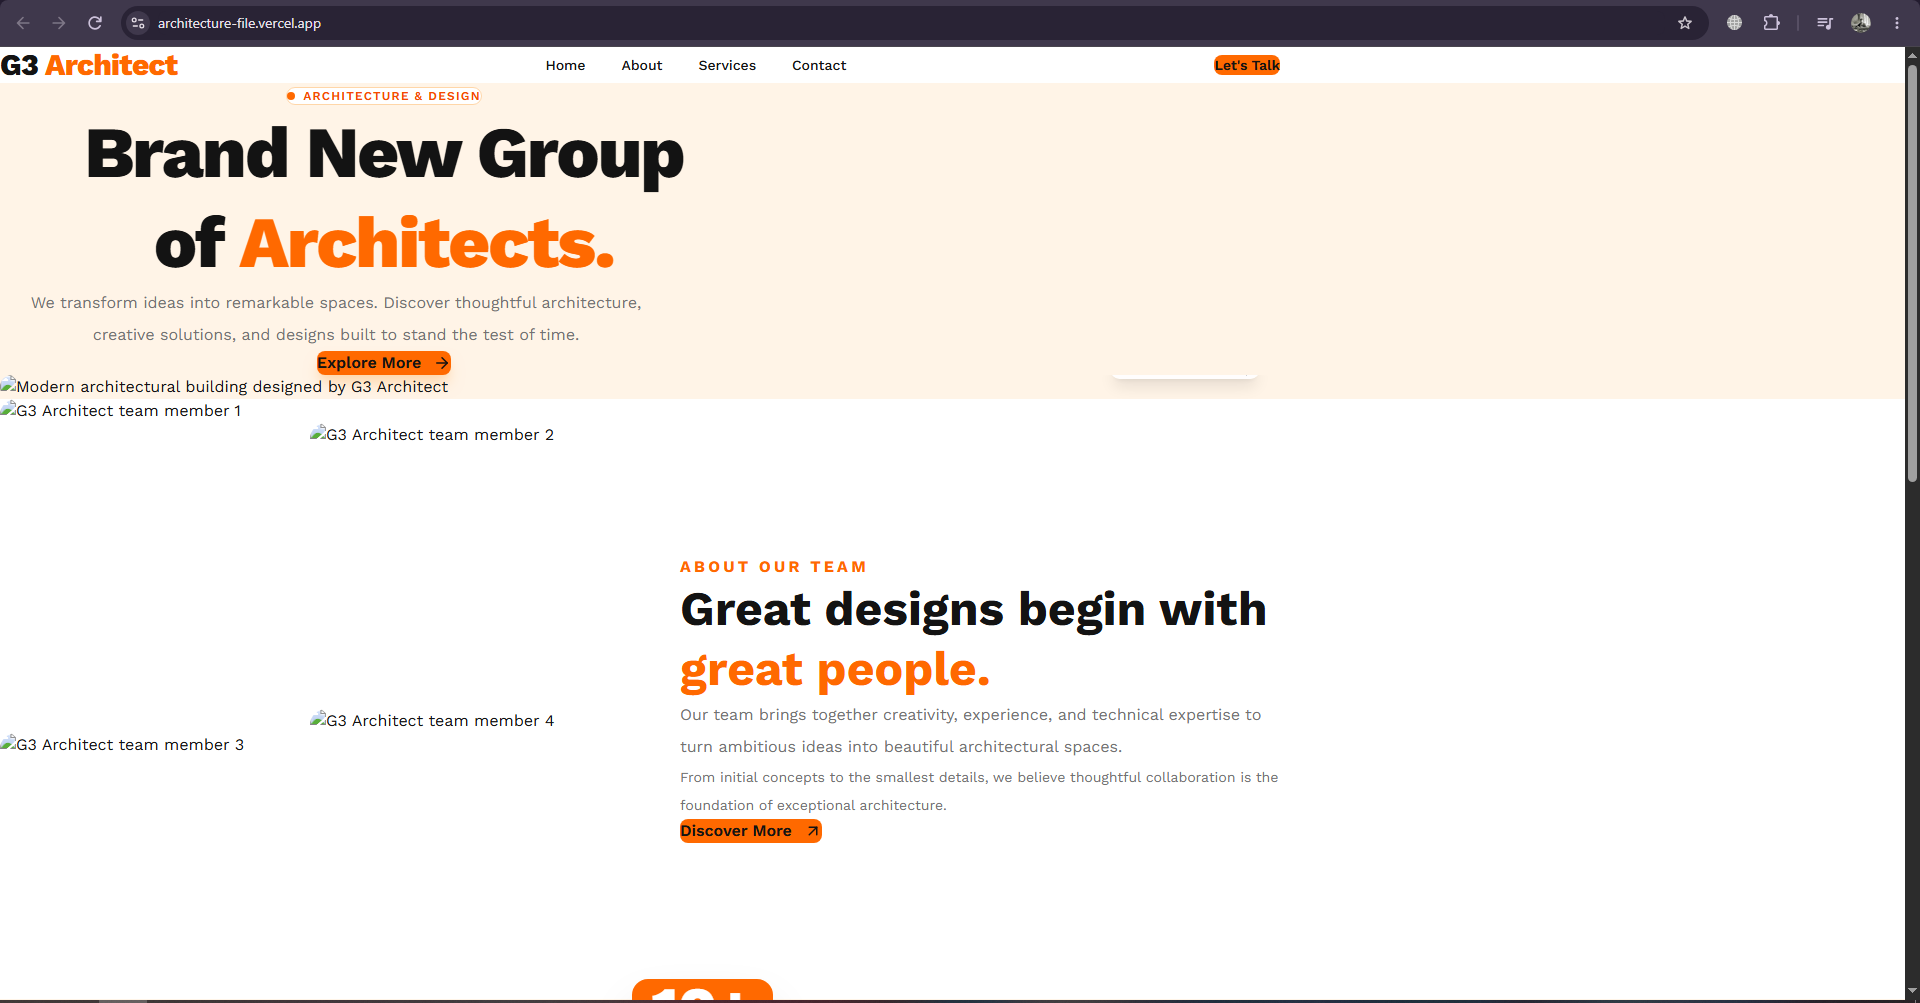 architecture-file.vercel.app
G3 Architect
Home
About
Services
Contact
Let's Talk
ARCHITECTURE & DESIGN
Brand New Group
of Architects.
We transform ideas into remarkable spaces. Discover thoughtful architecture,
creative solutions, and designs built to stand the test of time.
Explore More
Modern architectural building designed by G3 Architect
G3 Architect team member 1
G3 Architect team member 2
G3 Architect team member 4
G3 Architect team member 3
ABOUT OUR TEAM
Great designs begin with
great people.
Our team brings together creativity, experience, and technical expertise to
turn ambitious ideas into beautiful architectural spaces.
From initial concepts to the smallest details, we believe thoughtful collaboration is the
foundation of exceptional architecture.
Discover More